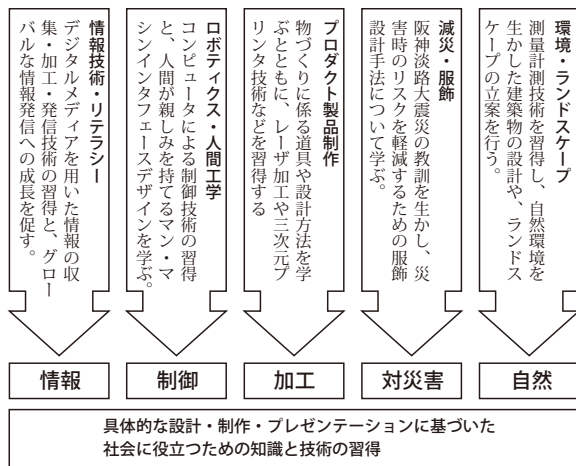 環境・ランドスケープ
測量計測技術を習得し、自然環境を
生かした建築物の設計や、ランドス
ケープの立案を行う。
減災・服飾
阪神淡路大震災の教訓を生かし、災
害時のリスクを軽減するための服飾
設計手法について学ぶ。
プロダクト製品制作
物づくりに係る道具や設計方法を学
ぶとともに、レーザ加工や三次元プ
リンタ技術などを習得する
ロボティクス・人間工学
コンピュータによる制御技術の習得
と、人間が親しみを持てるマン・マ
シンインタフェースデザインを学ぶ。
情報技術・リテラシー
デジタルメディアを用いた情報の収
集・加工・発信技術の習得と、グロー
バルな情報発信への成長を促す。
情報
制御
加工
対災害
自然
具体的な設計・制作・プレゼンテーションに基づいた
社会に役立つための知識と技術の習得